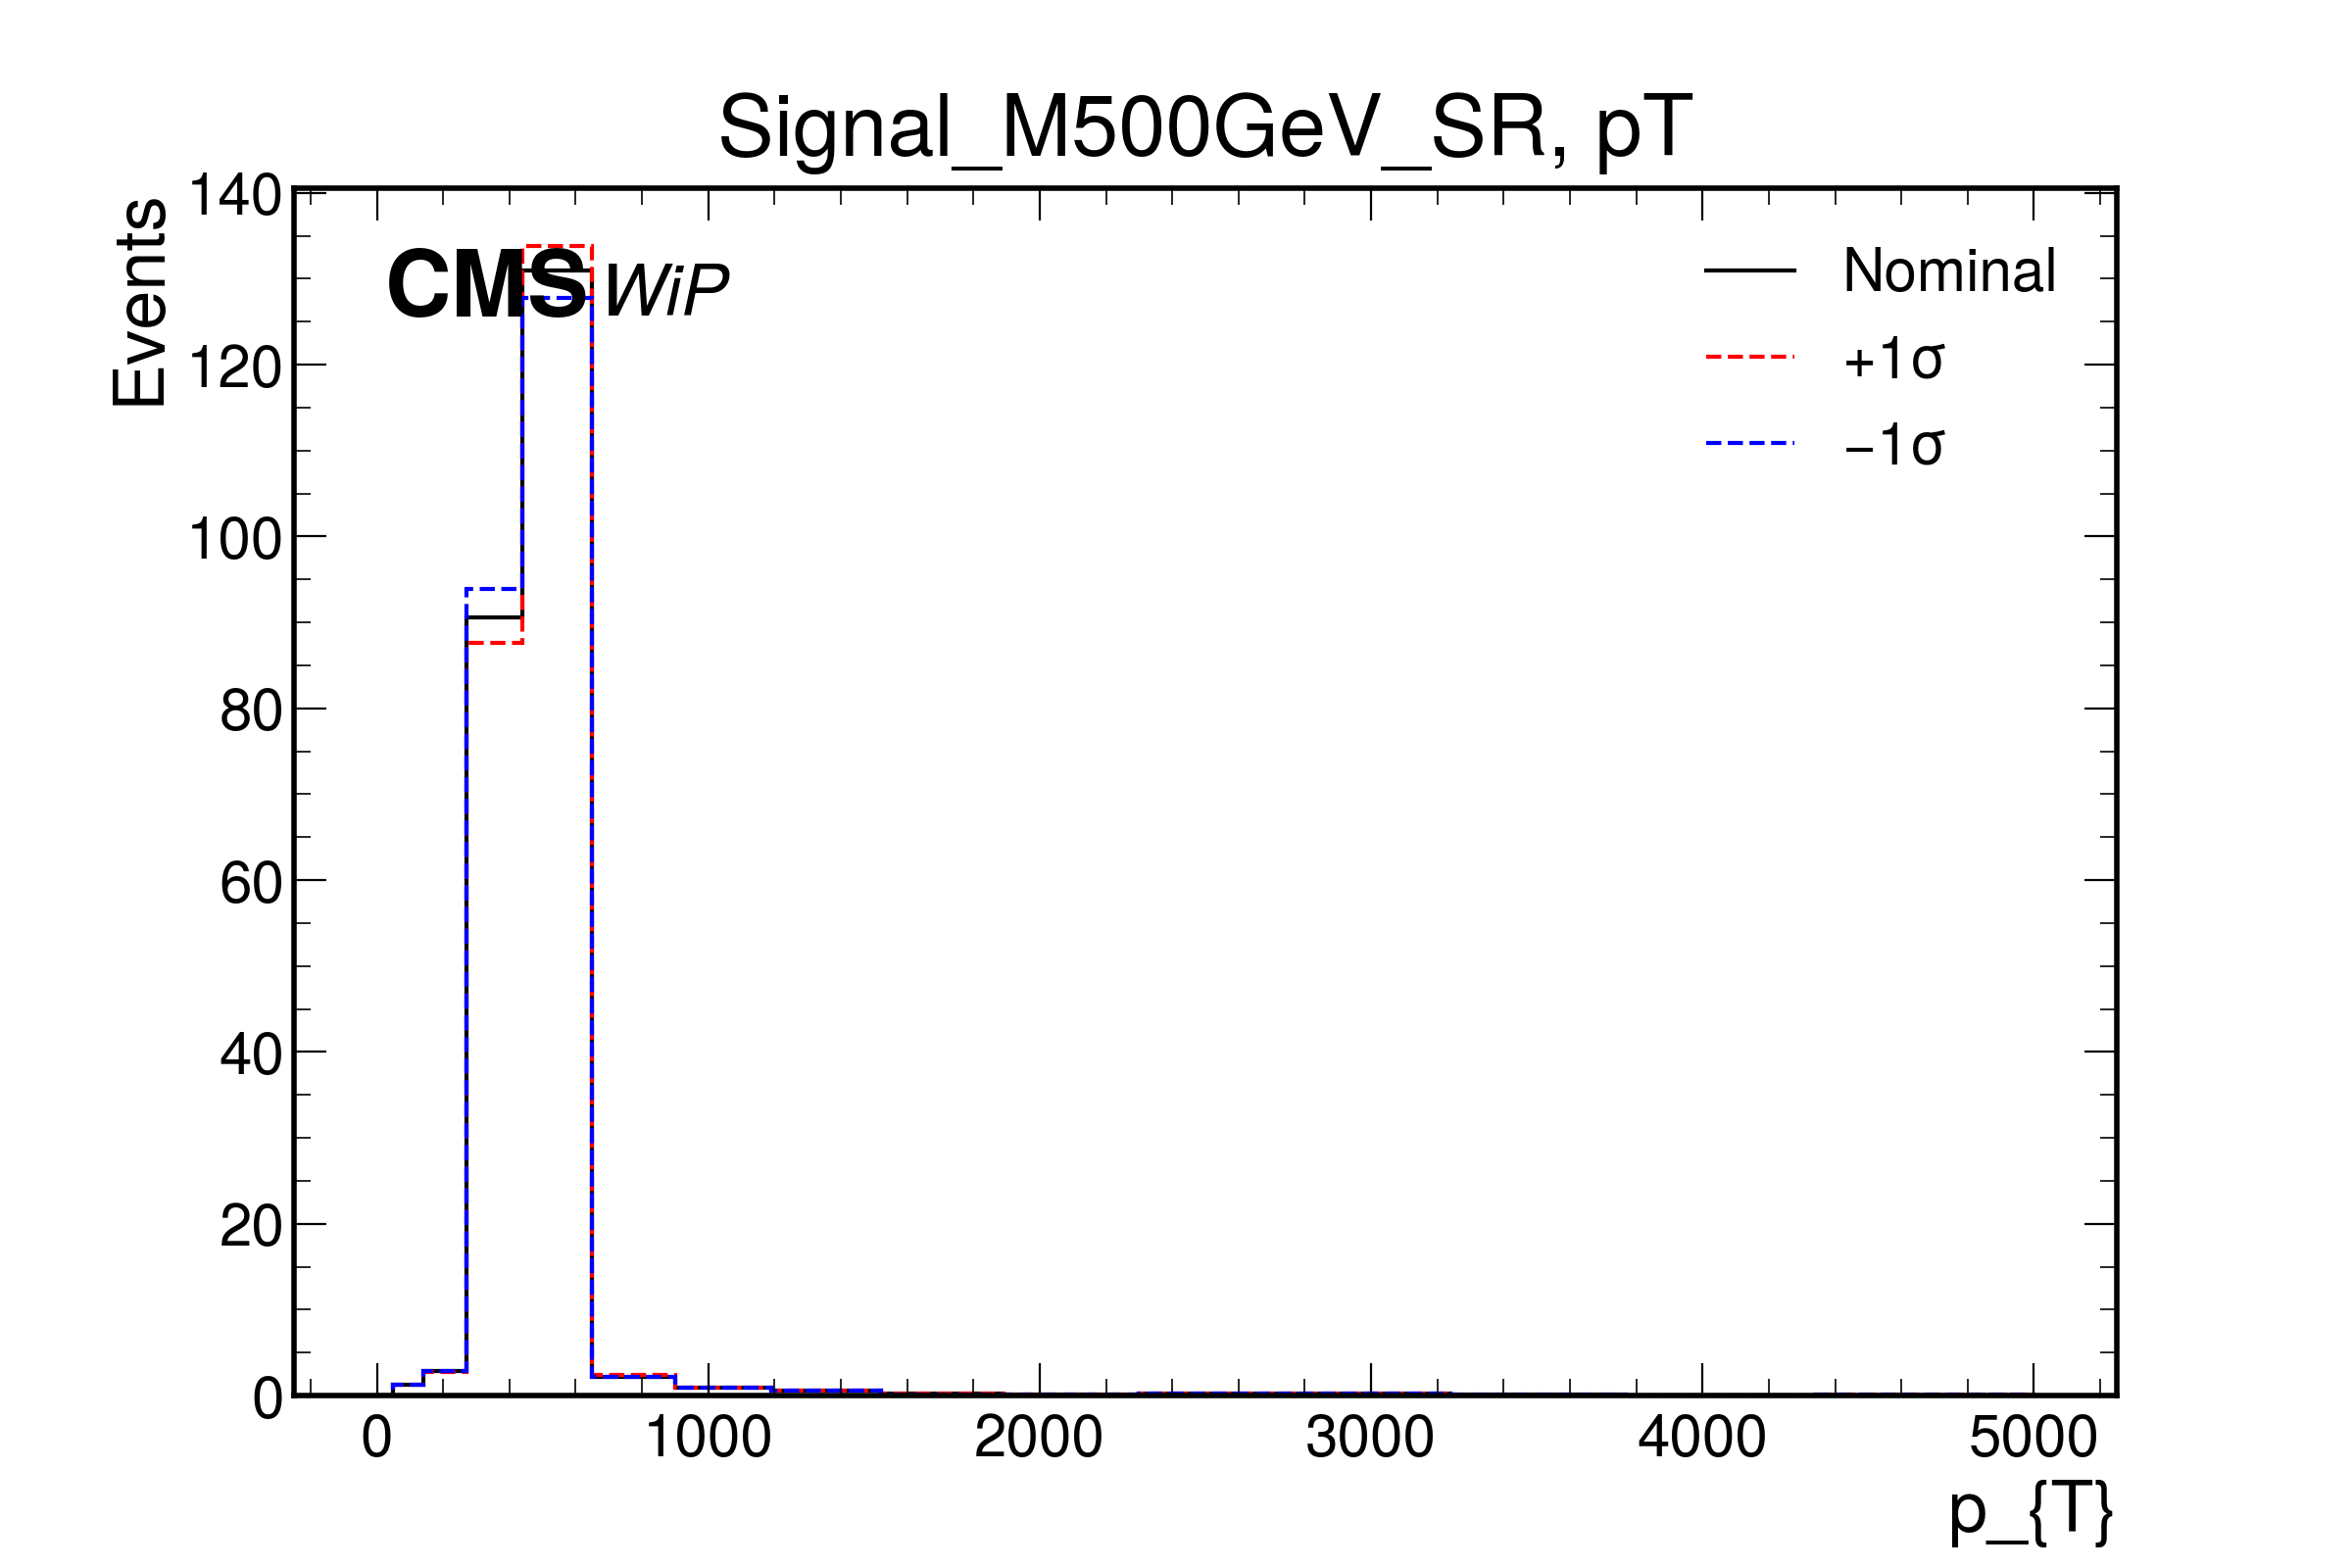 Signal_M500GeV_SR, pT
Events
140
120
100
80
60
40
20
0
CMS WiP
Nominal
+1σ
−1σ
0 1000 2000 3000 4000 5000
p_{T}